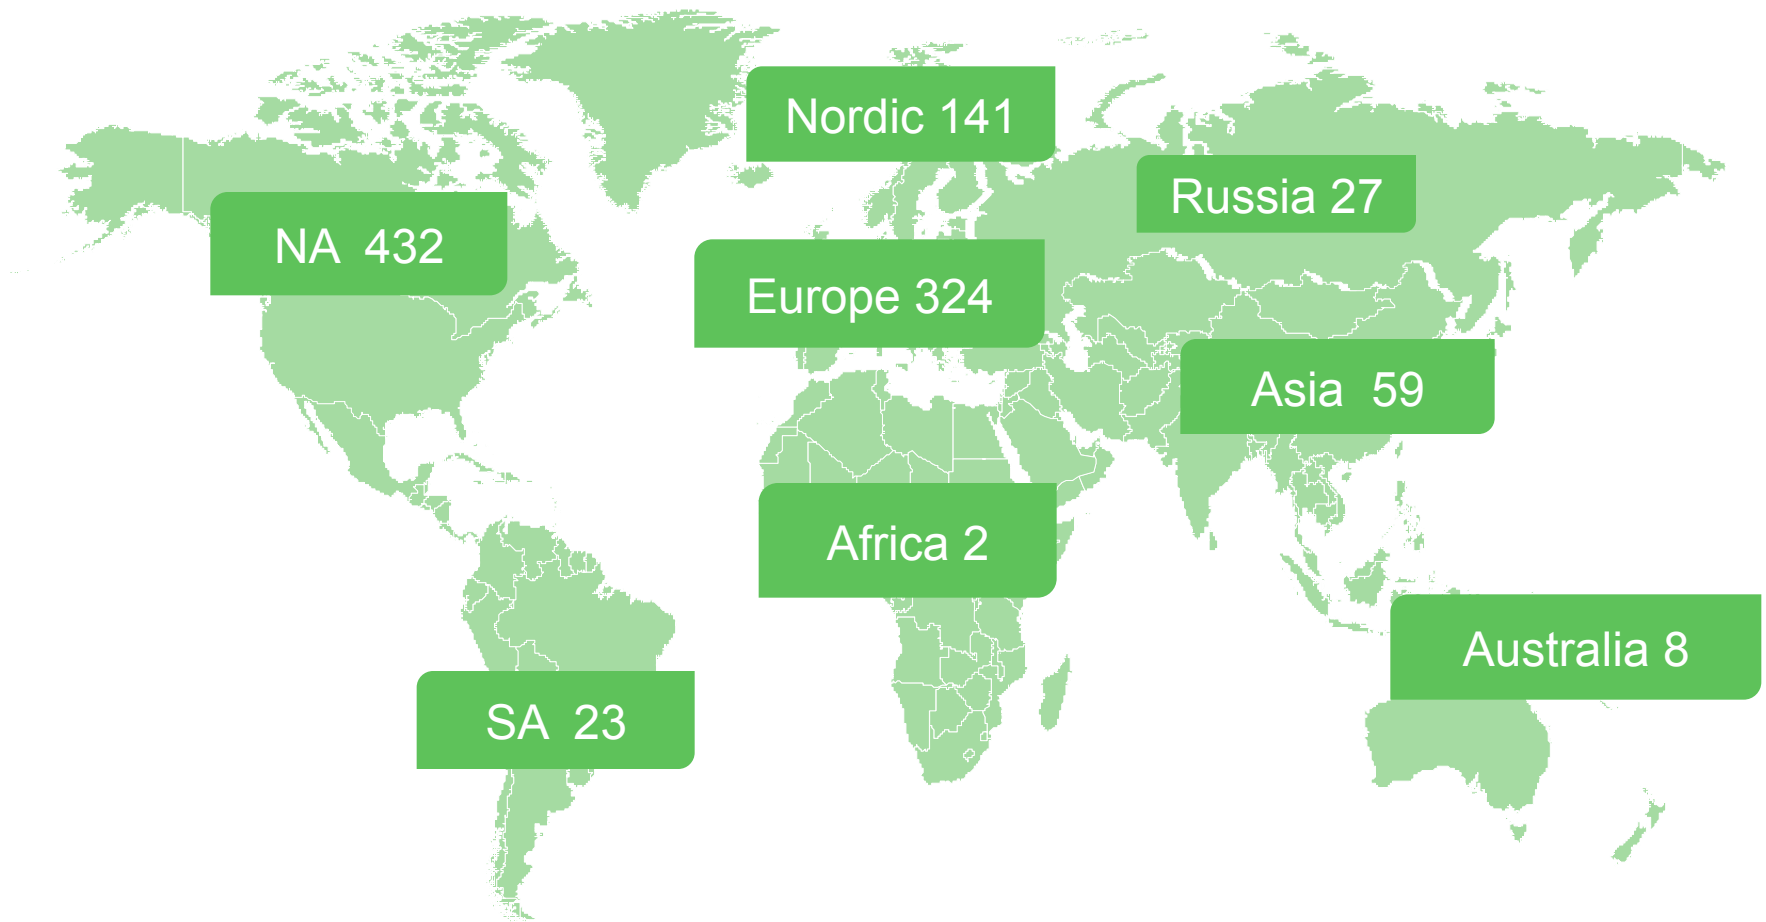 Nordic 141
Russia 27
NA 432
Europe 324
Asia 59
Africa 2
Australia 8
SA 23